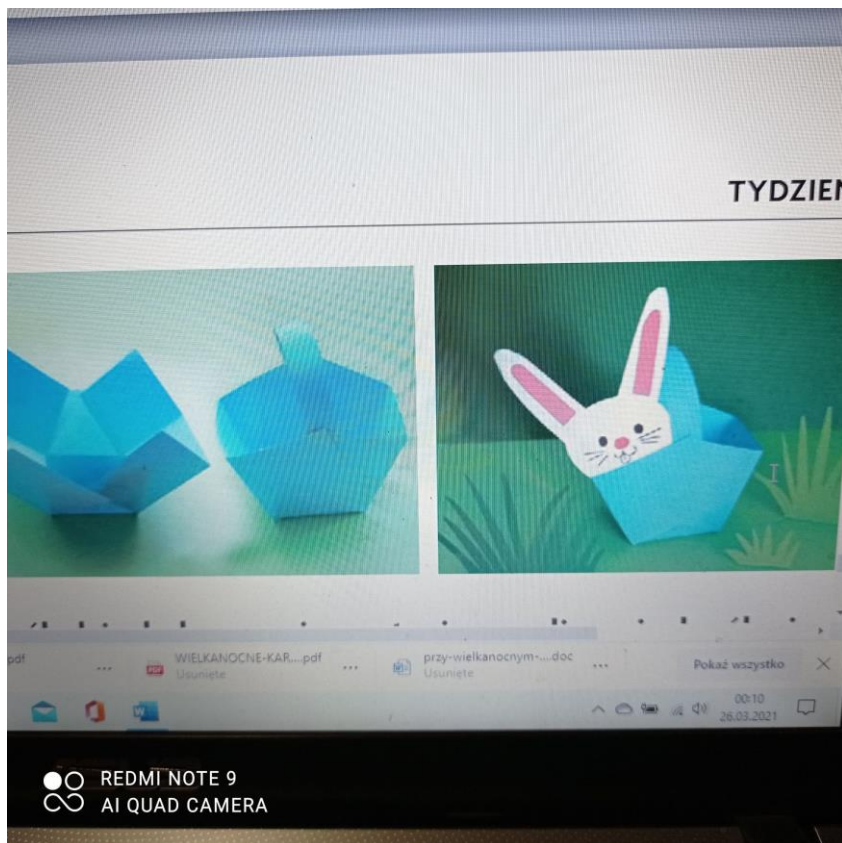 TYDZIEŃ
pdf
...
WIELKANOCNE-KAR....pdf
Usunięte
...
przy-wielkanocnym-....doc
Usunięte
...
Pokaż wszystko
00:10
26.03.2021
REDMI NOTE 9
AI QUAD CAMERA